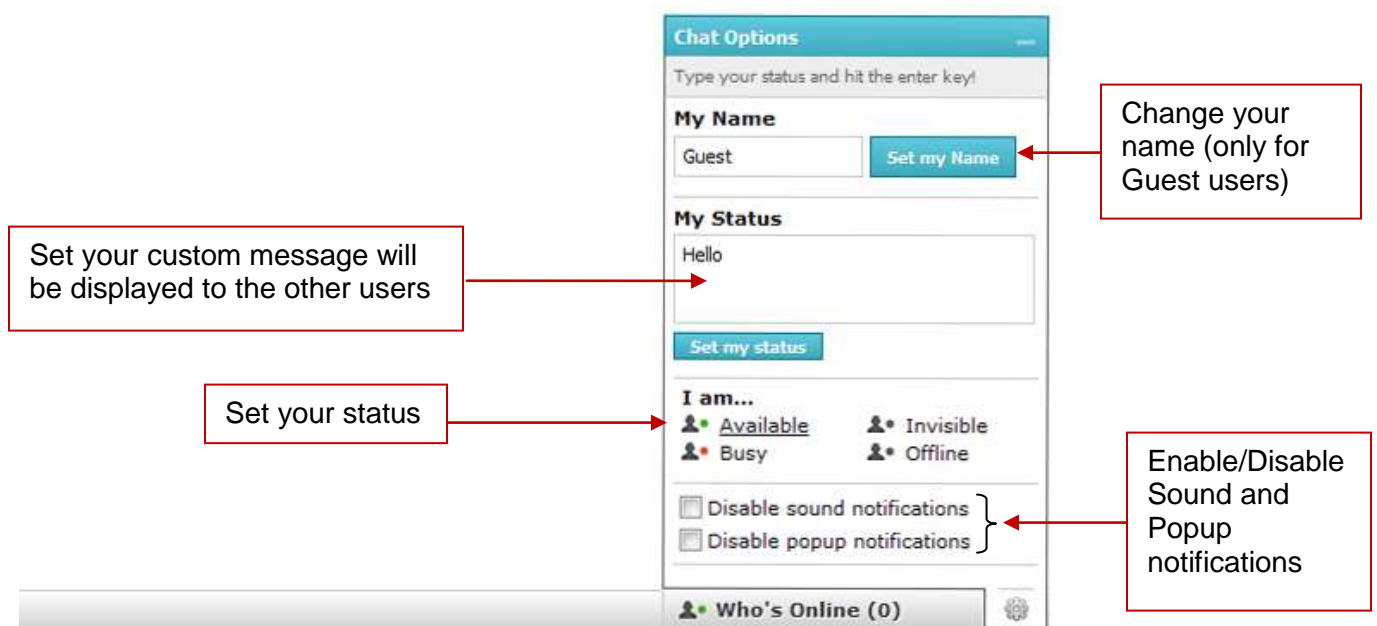 Chat Options
Type your status and hit the enter key!
My Name
Guest
Set my Name
Change your
name (only for
Guest users)
My Status
Hello
Set your custom message will
be displayed to the other users
Set my status
Set your status
I am...
Available
Invisible
Busy
Offline
Disable sound notifications
Disable popup notifications
Enable/Disable
Sound and
Popup
notifications
Who's Online (0)